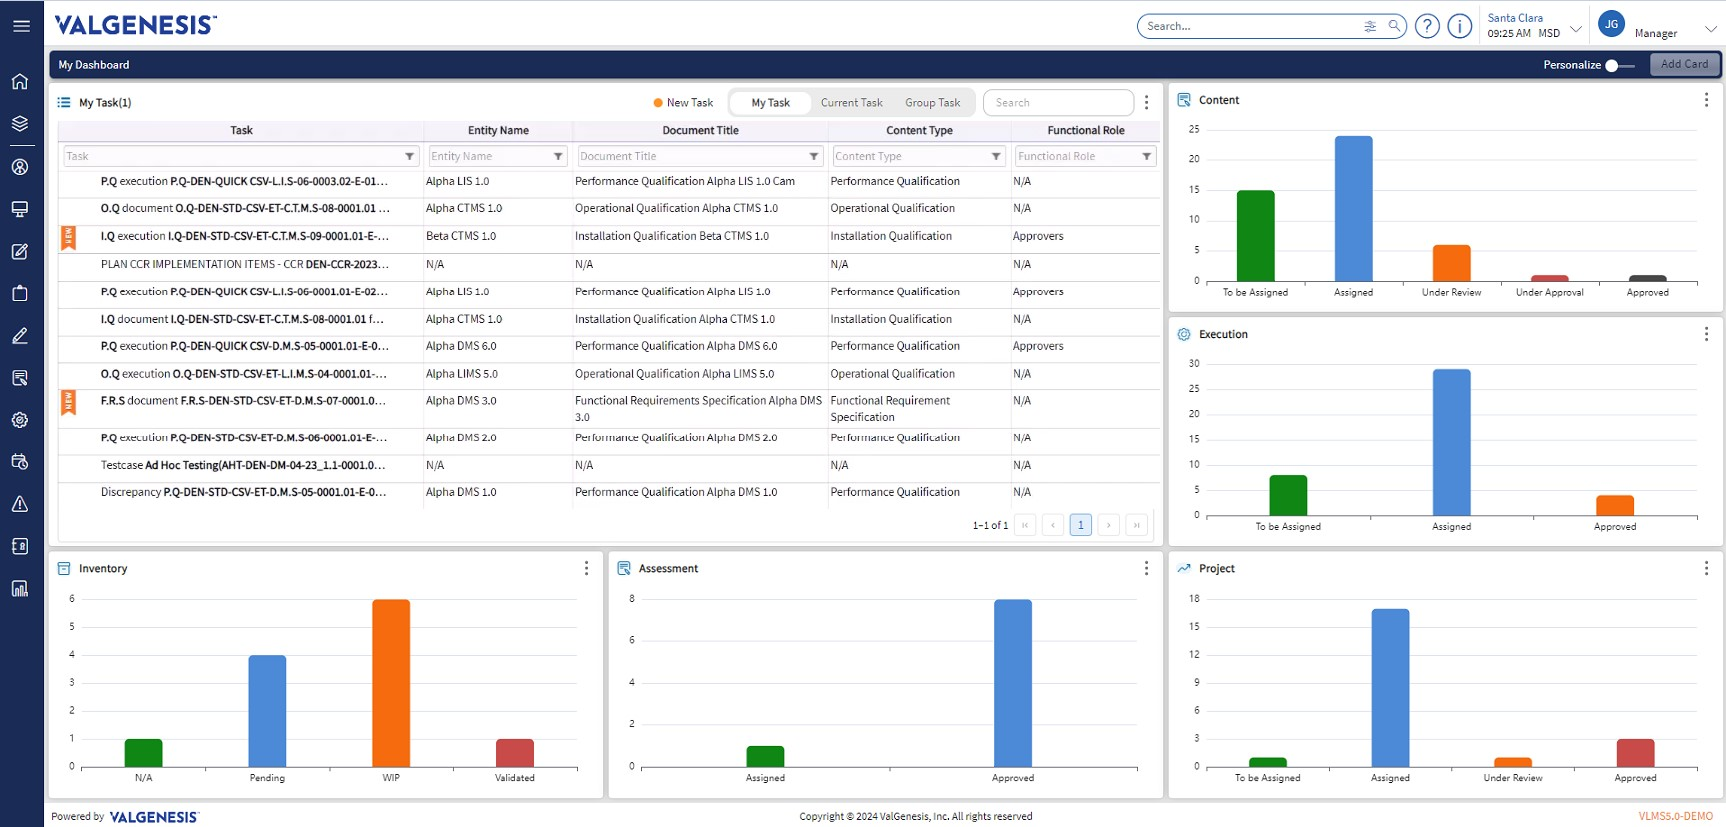 VALGENESIS™
Search...
Santa Clara
09:25 AM MSD
JG
Manager
My Dashboard
Personalize
Add Card
My Task(1)
New Task
My Task
Current Task
Group Task
Search
Task Entity Name Document Title Content Type Functional Role
Task Entity Name Document Title Content Type Functional Role
P.Q execution P.Q-DEN-QUICK CSV-L.I.S-06-0003.02-E-01... Alpha LIS 1.0 Performance Qualification Alpha LIS 1.0 Cam Performance Qualification N/A
O.Q document O.Q-DEN-STD-CSV-ET-C.T.M.S-08-0001.01 ... Alpha CTMS 1.0 Operational Qualification Alpha CTMS 1.0 Operational Qualification N/A
NEW I.Q execution I.Q-DEN-STD-CSV-ET-C.T.M.S-09-0001.01-E-... Beta CTMS 1.0 Installation Qualification Beta CTMS 1.0 Installation Qualification Approvers
PLAN CCR IMPLEMENTATION ITEMS - CCR DEN-CCR-2023... N/A N/A N/A N/A
P.Q execution P.Q-DEN-QUICK CSV-L.I.S-06-0001.01-E-02... Alpha LIS 1.0 Performance Qualification Alpha LIS 1.0 Performance Qualification Approvers
I.Q document I.Q-DEN-STD-CSV-ET-C.T.M.S-08-0001.01 f... Alpha CTMS 1.0 Installation Qualification Alpha CTMS 1.0 Installation Qualification N/A
P.Q execution P.Q-DEN-QUICK CSV-D.M.S-05-0001.01-E-0... Alpha DMS 6.0 Performance Qualification Alpha DMS 6.0 Performance Qualification Approvers
O.Q execution O.Q-DEN-STD-CSV-ET-L.I.M.S-04-0001.01-... Alpha LIMS 5.0 Operational Qualification Alpha LIMS 5.0 Operational Qualification N/A
NEW F.R.S document F.R.S-DEN-STD-CSV-ET-D.M.S-07-0001.0... Alpha DMS 3.0 Functional Requirements Specification Alpha DMS Functional Requirement N/A
3.0 Specification
P.Q execution P.Q-DEN-STD-CSV-ET-D.M.S-06-0001.01-E-... Alpha DMS 2.0 Performance Qualification Alpha DMS 2.0 Performance Qualification N/A
Testcase Ad Hoc Testing(AHT-DEN-DM-04-23_1.1-0001.0... N/A N/A N/A N/A
Discrepancy P.Q-DEN-STD-CSV-ET-D.M.S-05-0001.01-E-0... Alpha DMS 1.0 Performance Qualification Alpha DMS 1.0 Performance Qualification N/A
1–1 of 1
1
Content
25
20
15
10
5
0
To be Assigned Assigned Under Review Under Approval Approved
Execution
30
25
20
15
10
5
0
To be Assigned Assigned Approved
Inventory
6
5
4
3
2
1
0
N/A Pending WIP Validated
Assessment
8
6
4
2
0
Assigned Approved
Project
18
15
12
9
6
3
0
To be Assigned Assigned Under Review Approved
Powered by VALGENESIS™
Copyright © 2024 ValGenesis, Inc. All rights reserved
VLMS5.0-DEMO